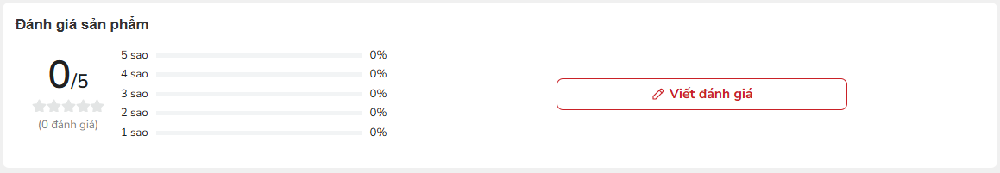 Đánh giá sản phẩm
0/5
(0 đánh giá)
5 sao 0%
4 sao 0%
3 sao 0%
2 sao 0%
1 sao 0%
Viết đánh giá